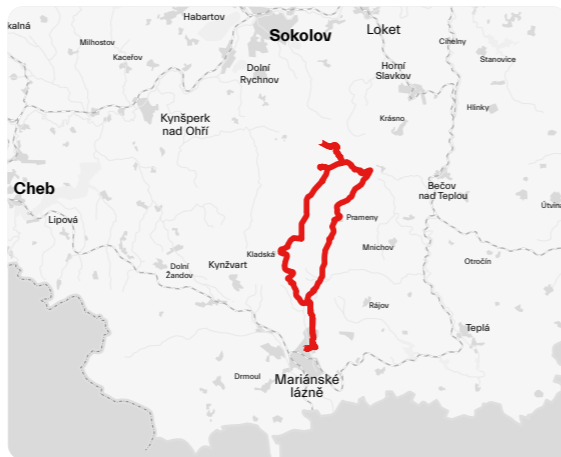 Habartov
kalná
Milhostov
Kaceřov
Sokolov
Loket
Cihelny
Stanovice
Dolní
Rychnov
Horní
Slavkov
Hlinky
Krásno
Kynšperk
nad Ohří
Cheb
Bečov
nad Teplou
Lipová
Útvina
Prameny
Mnichov
Kladská
Otročín
Dolní
Žandov
Kynžvart
Rájov
Teplá
Drmoul
Mariánské
lázně